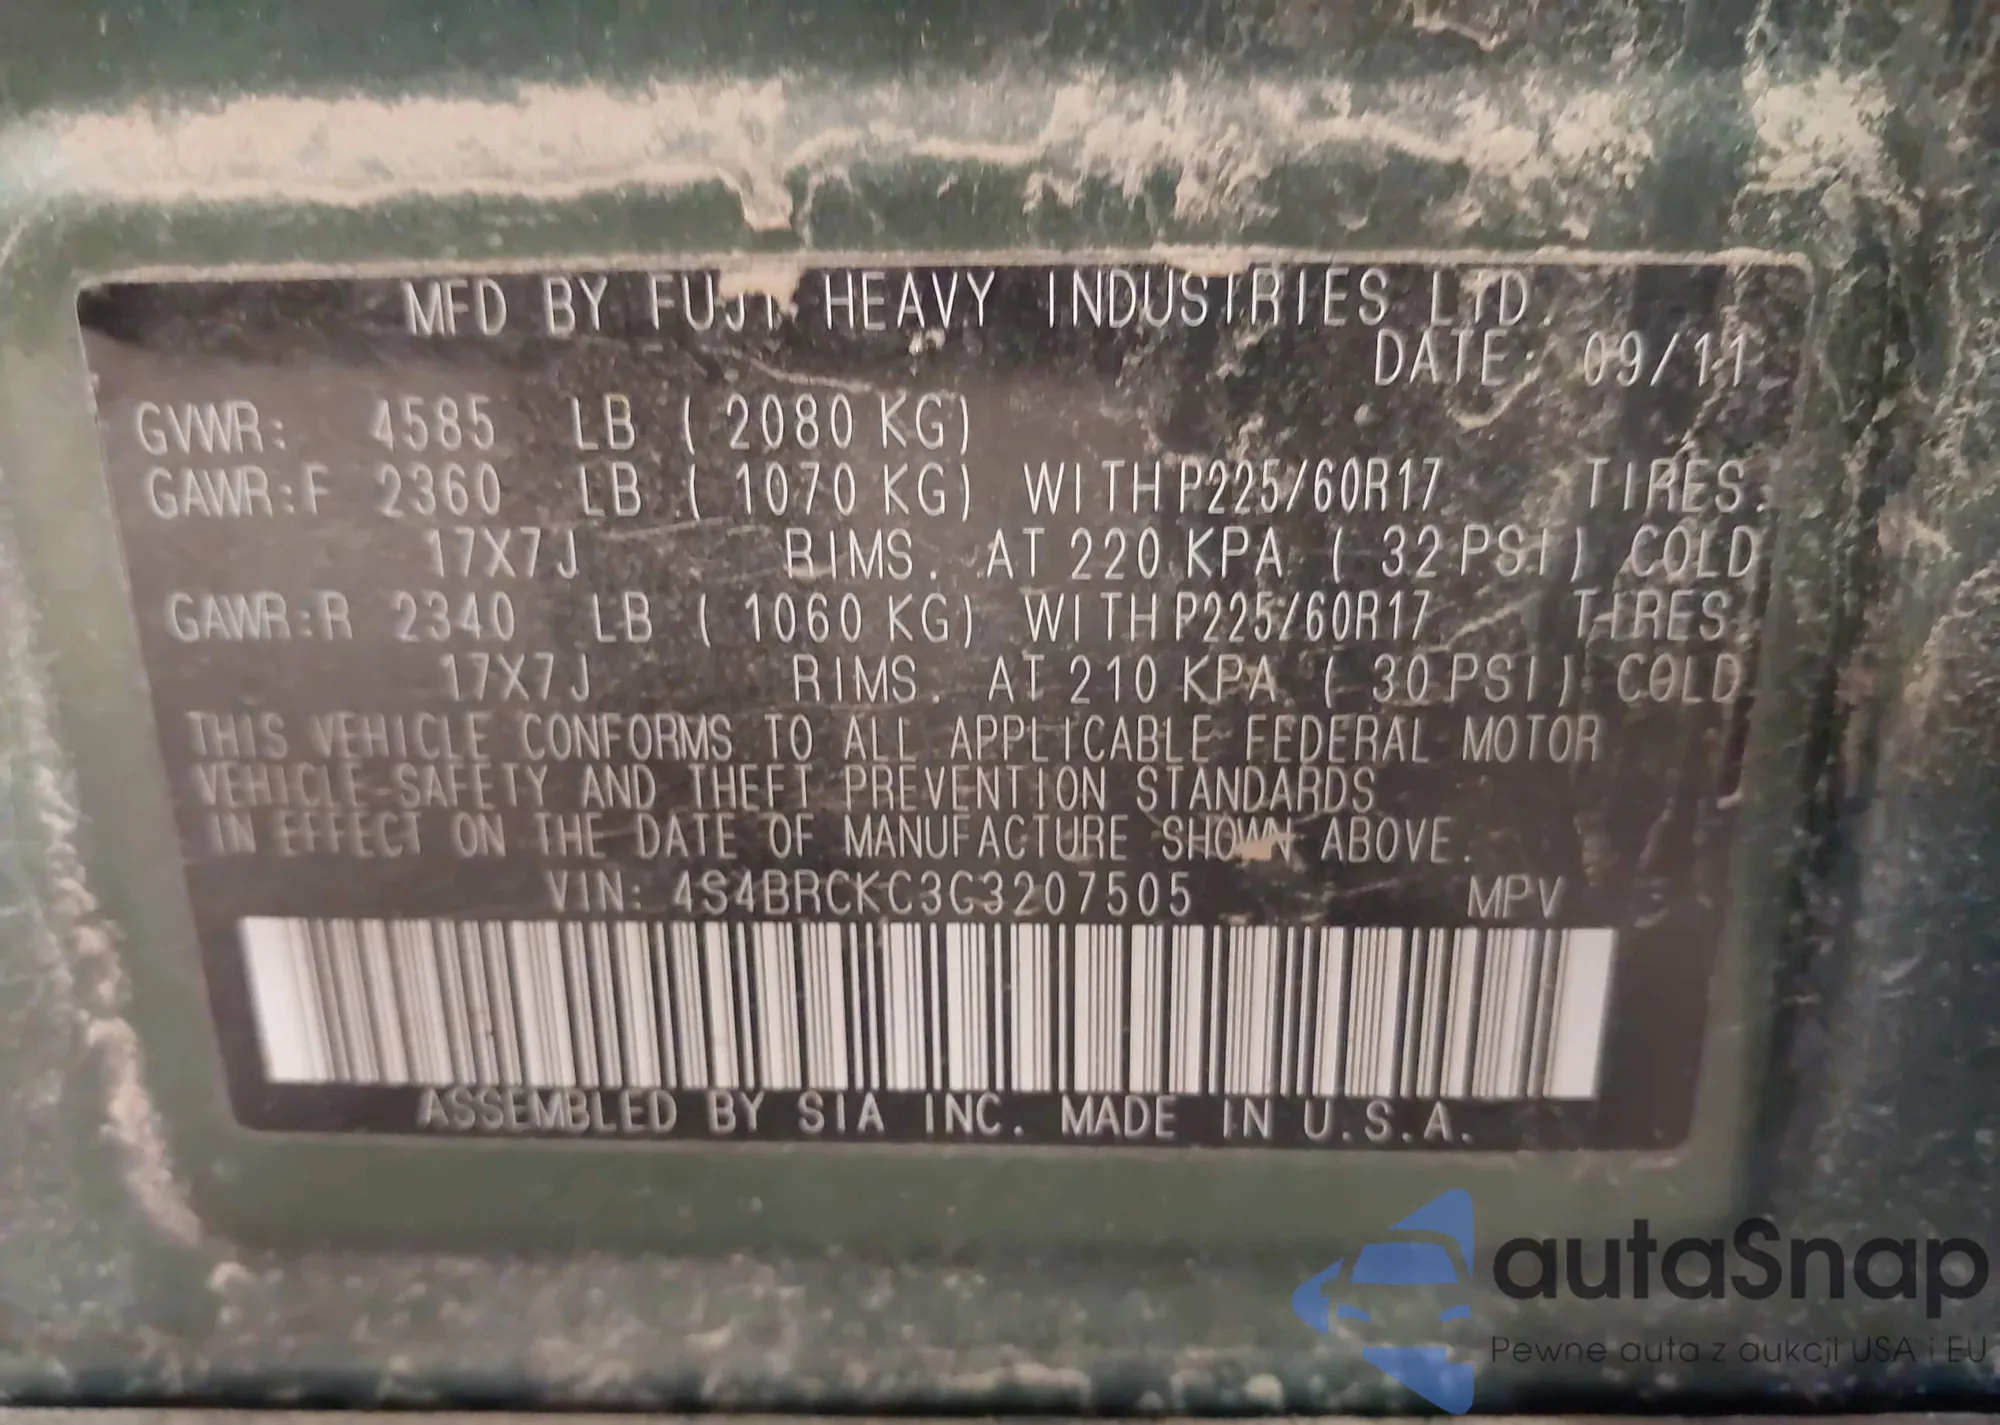 MFD BY FUJI HEAVY INDUSTRIES LTD.
DATE: 09/11
GVWR: 4585 LB ( 2080 KG)
GAWR:F 2360 LB ( 1070 KG) WITH P225/60R17 TIRES.
17X7J RIMS. AT 220 KPA ( 32 PSI) COLD
GAWR:R 2340 LB ( 1060 KG) WITH P225/60R17 TIRES.
17X7J RIMS. AT 210 KPA ( 30 PSI) COLD
THIS VEHICLE CONFORMS TO ALL APPLICABLE FEDERAL MOTOR
VEHICLE SAFETY AND THEFT PREVENTION STANDARDS
IN EFFECT ON THE DATE OF MANUFACTURE SHOWN ABOVE.
VIN: 4S4BRCKC3C3207505 MPV
ASSEMBLED BY SIA INC. MADE IN U.S.A.
autaSnap
Pewne auta z aukcji USA i EU